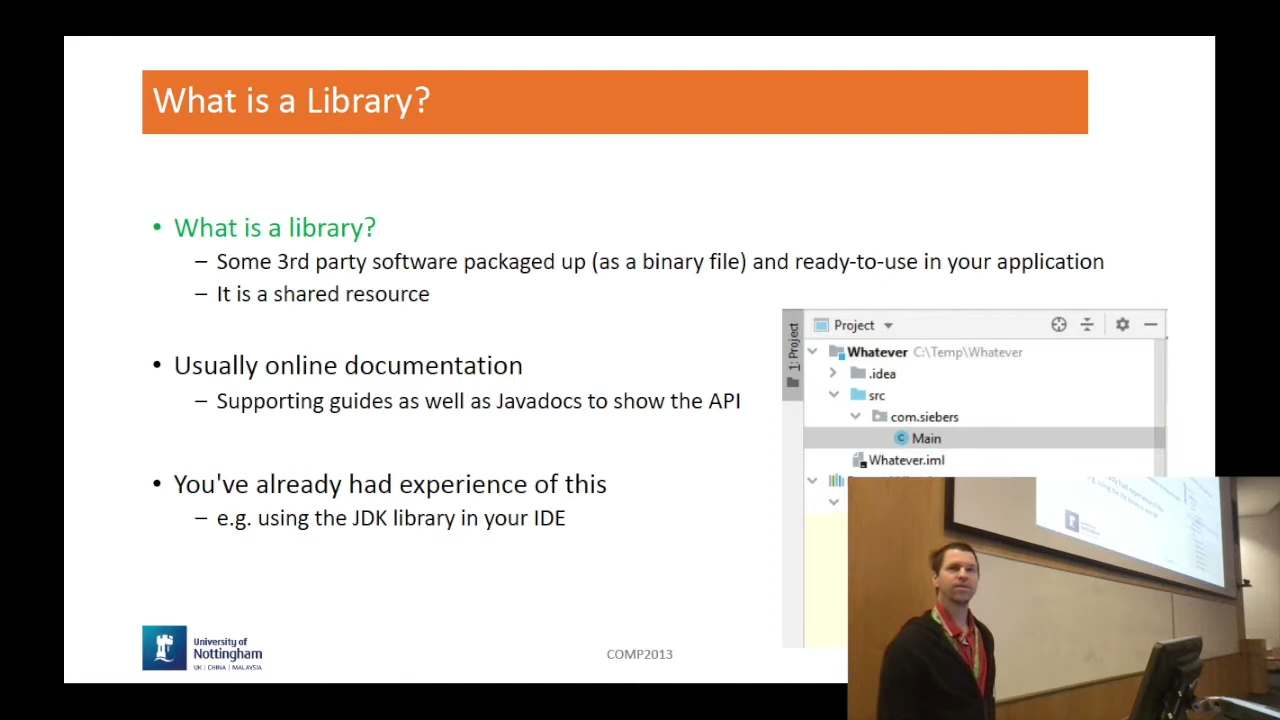 What is a Library?
• What is a library?
– Some 3rd party software packaged up (as a binary file) and ready-to-use in your application
– It is a shared resource
• Usually online documentation
– Supporting guides as well as Javadocs to show the API
• You've already had experience of this
– e.g. using the JDK library in your IDE
1: Project
Project
Whatever C:\Temp\Whatever
.idea
src
com.siebers
C Main
Whatever.iml
University of
Nottingham
UK | CHINA | MALAYSIA
COMP2013